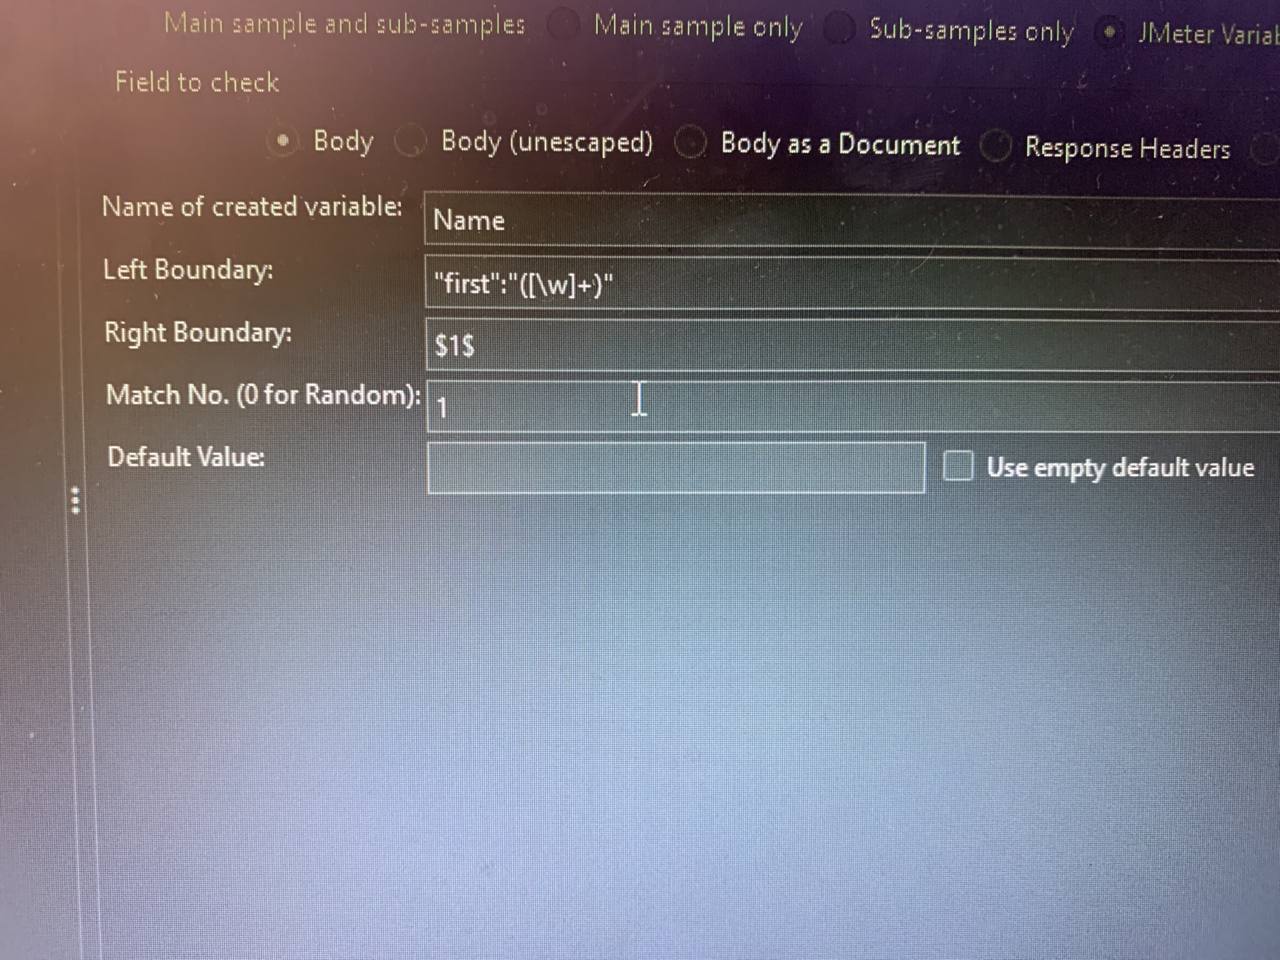 Main sample and sub-samples Main sample only Sub-samples only JMeter
Field to check
Body Body (unescaped) Body as a Document Response Headers
Name of created variable: Name
Left Boundary: "first":"([\w]+)"
Right Boundary: $1$
Match No. (0 for Random): 1
Default Value: Use empty default value